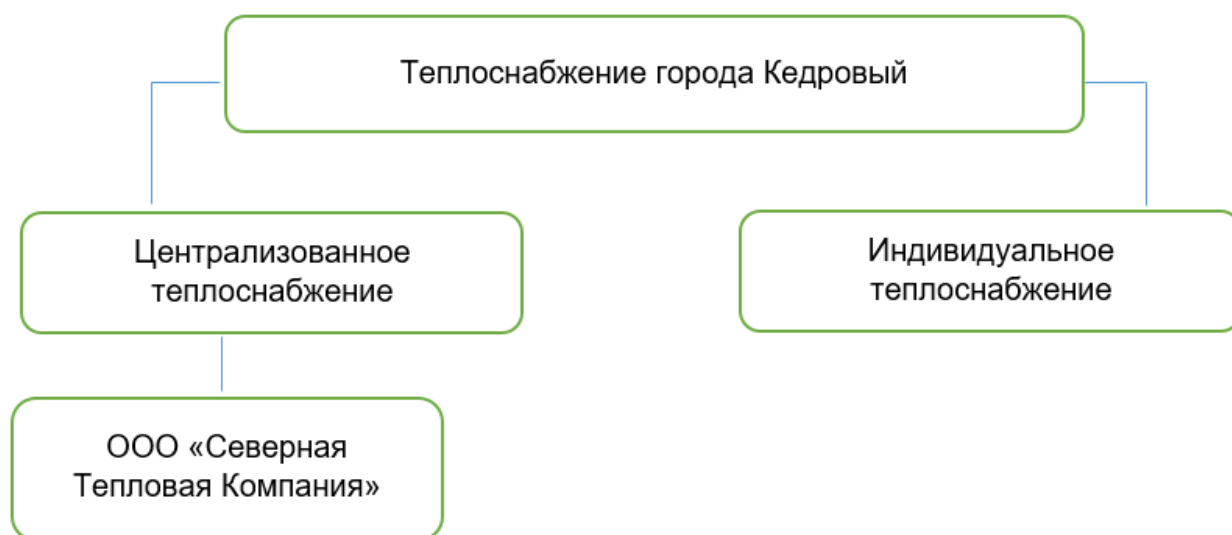 Теплоснабжение города Кедровый
Централизованное
теплоснабжение
Индивидуальное
теплоснабжение
ООО «Северная
Тепловая Компания»